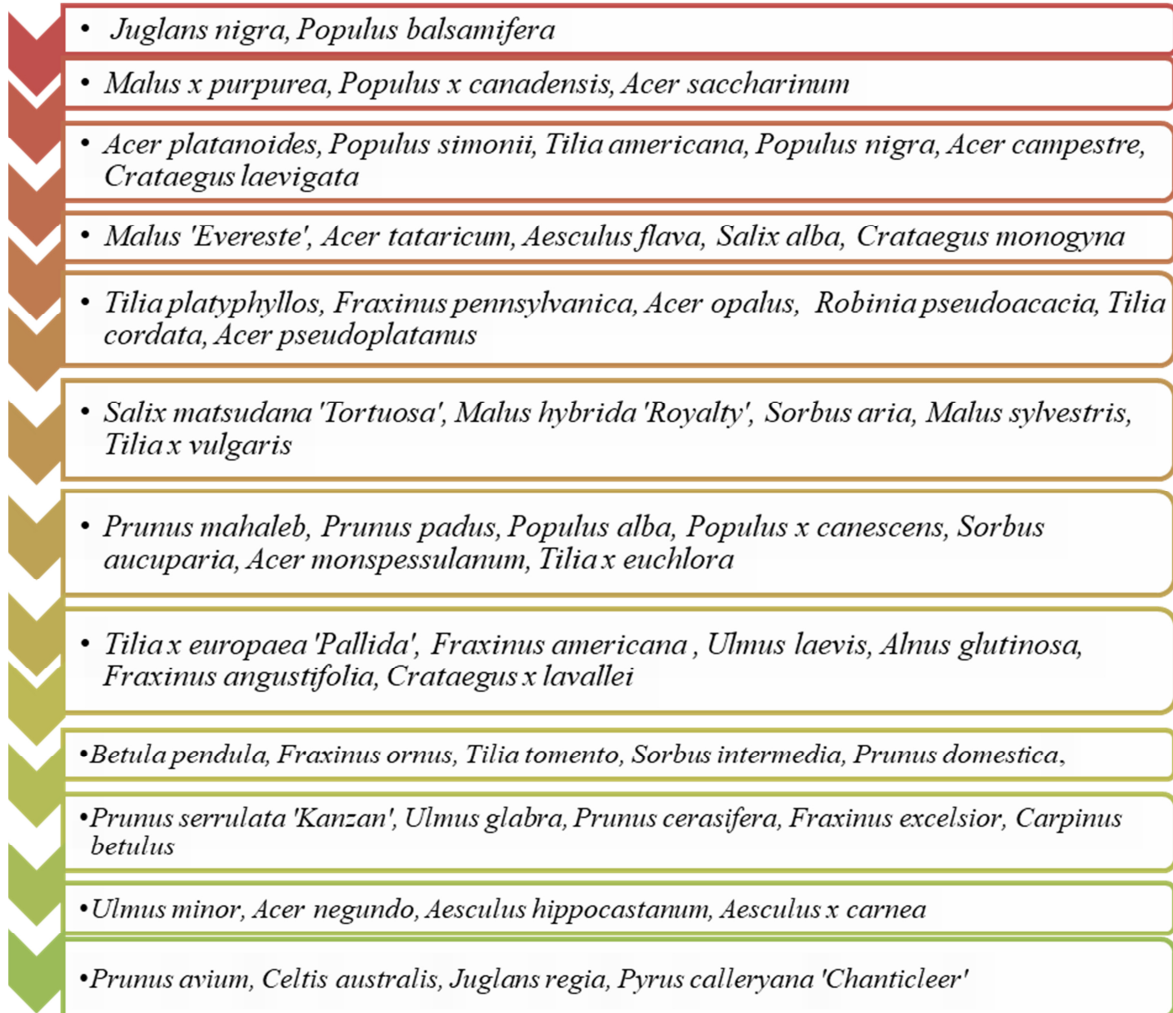 • Juglans nigra, Populus balsamifera
• Malus x purpurea, Populus x canadensis, Acer saccharinum
• Acer platanoides, Populus simonii, Tilia americana, Populus nigra, Acer campestre,
Crataegus laevigata
• Malus 'Evereste', Acer tataricum, Aesculus flava, Salix alba, Crataegus monogyna
• Tilia platyphyllos, Fraxinus pennsylvanica, Acer opalus, Robinia pseudoacacia, Tilia
cordata, Acer pseudoplatanus
• Salix matsudana 'Tortuosa', Malus hybrida 'Royalty', Sorbus aria, Malus sylvestris,
Tilia x vulgaris
• Prunus mahaleb, Prunus padus, Populus alba, Populus x canescens, Sorbus
aucuparia, Acer monspessulanum, Tilia x euchlora
• Tilia x europaea 'Pallida', Fraxinus americana , Ulmus laevis, Alnus glutinosa,
Fraxinus angustifolia, Crataegus x lavallei
•Betula pendula, Fraxinus ornus, Tilia tomento, Sorbus intermedia, Prunus domestica,
•Prunus serrulata 'Kanzan', Ulmus glabra, Prunus cerasifera, Fraxinus excelsior, Carpinus
betulus
•Ulmus minor, Acer negundo, Aesculus hippocastanum, Aesculus x carnea
•Prunus avium, Celtis australis, Juglans regia, Pyrus calleryana 'Chanticleer'